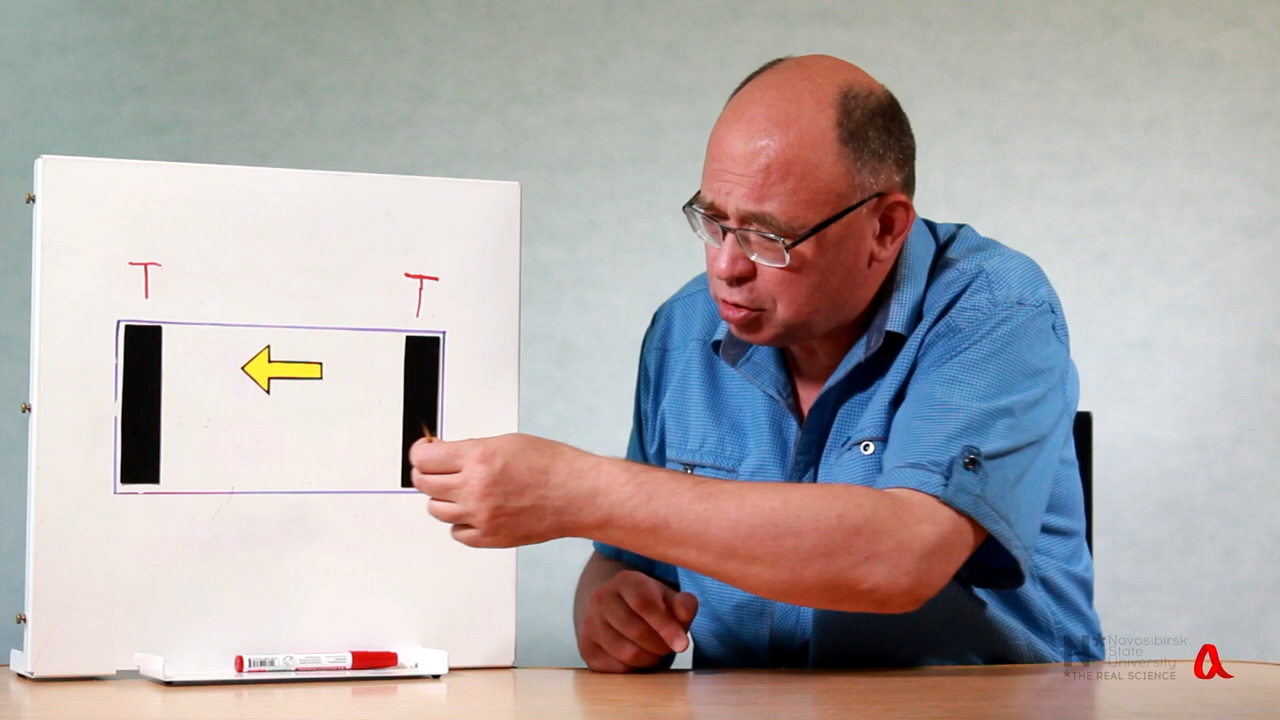 T T
N* Novosibirsk
State
University
*THE REAL SCIENCE